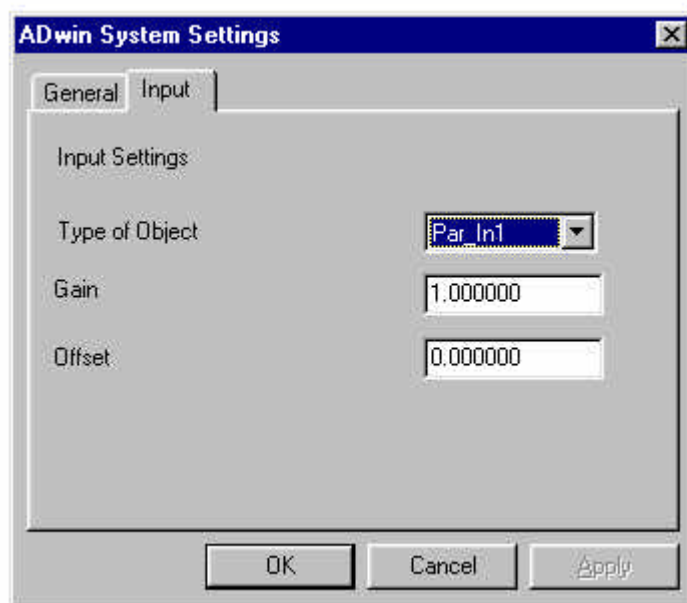 ADwin System Settings
General Input
Input Settings
Type of Object Par_In1
Gain 1.000000
Offset 0.000000
OK Cancel Apply